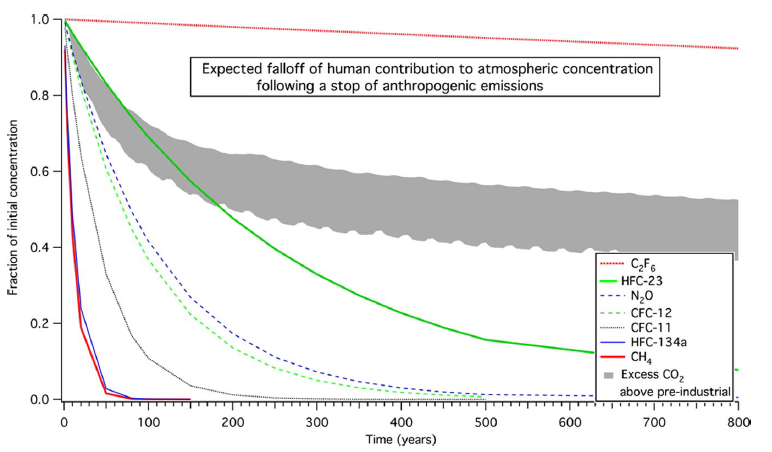 Expected falloff of human contribution to atmospheric concentration
following a stop of anthropogenic emissions
Fraction of initial concentration
1.0
0.8
0.6
0.4
0.2
0.0
0
100
200
300
400
500
600
700
800
Time (years)
C₂F₆
HFC-23
N₂O
CFC-12
CFC-11
HFC-134a
CH₄
Excess CO₂
above pre-industrial